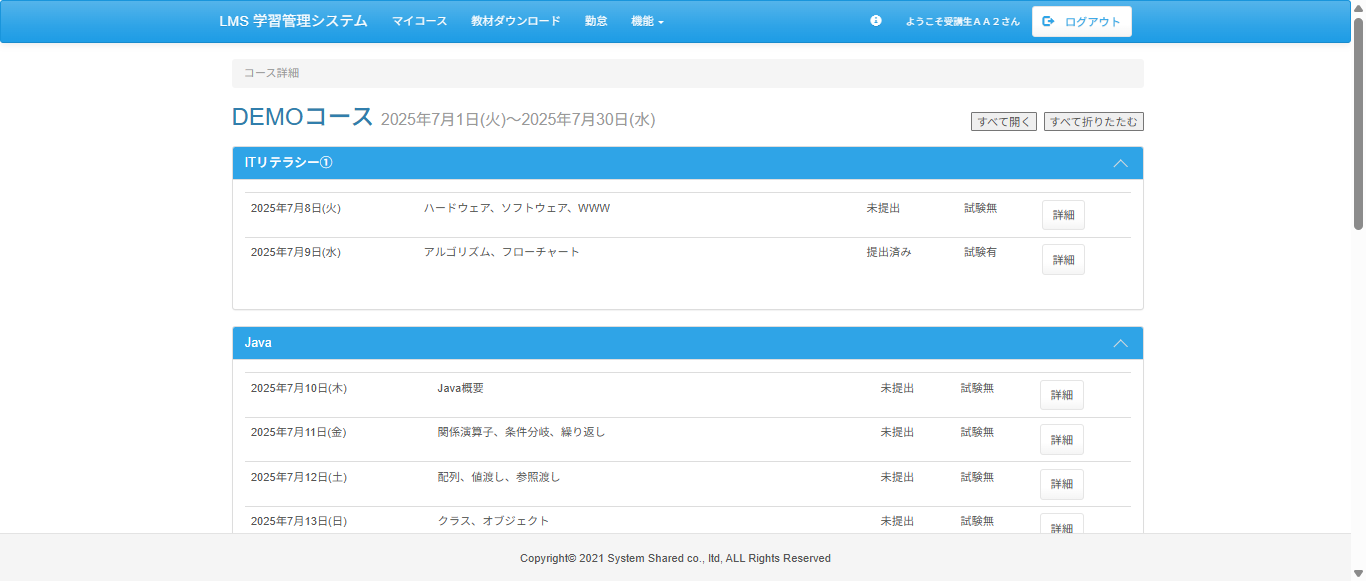 LMS 学習管理システム マイコース 教材ダウンロード 勤怠 機能 ようこそ受講生ＡＡ２さん ログアウト
コース詳細
DEMOコース 2025年7月1日(火)～2025年7月30日(水) すべて開く すべて折りたたむ
ITリテラシー①
2025年7月8日(火) ハードウェア、ソフトウェア、WWW 未提出 試験無 詳細
2025年7月9日(水) アルゴリズム、フローチャート 提出済み 試験有 詳細
Java
2025年7月10日(木) Java概要 未提出 試験無 詳細
2025年7月11日(金) 関係演算子、条件分岐、繰り返し 未提出 試験無 詳細
2025年7月12日(土) 配列、値渡し、参照渡し 未提出 試験無 詳細
2025年7月13日(日) クラス、オブジェクト 未提出 試験無 詳細
Copyright© 2021 System Shared co., ltd, ALL Rights Reserved